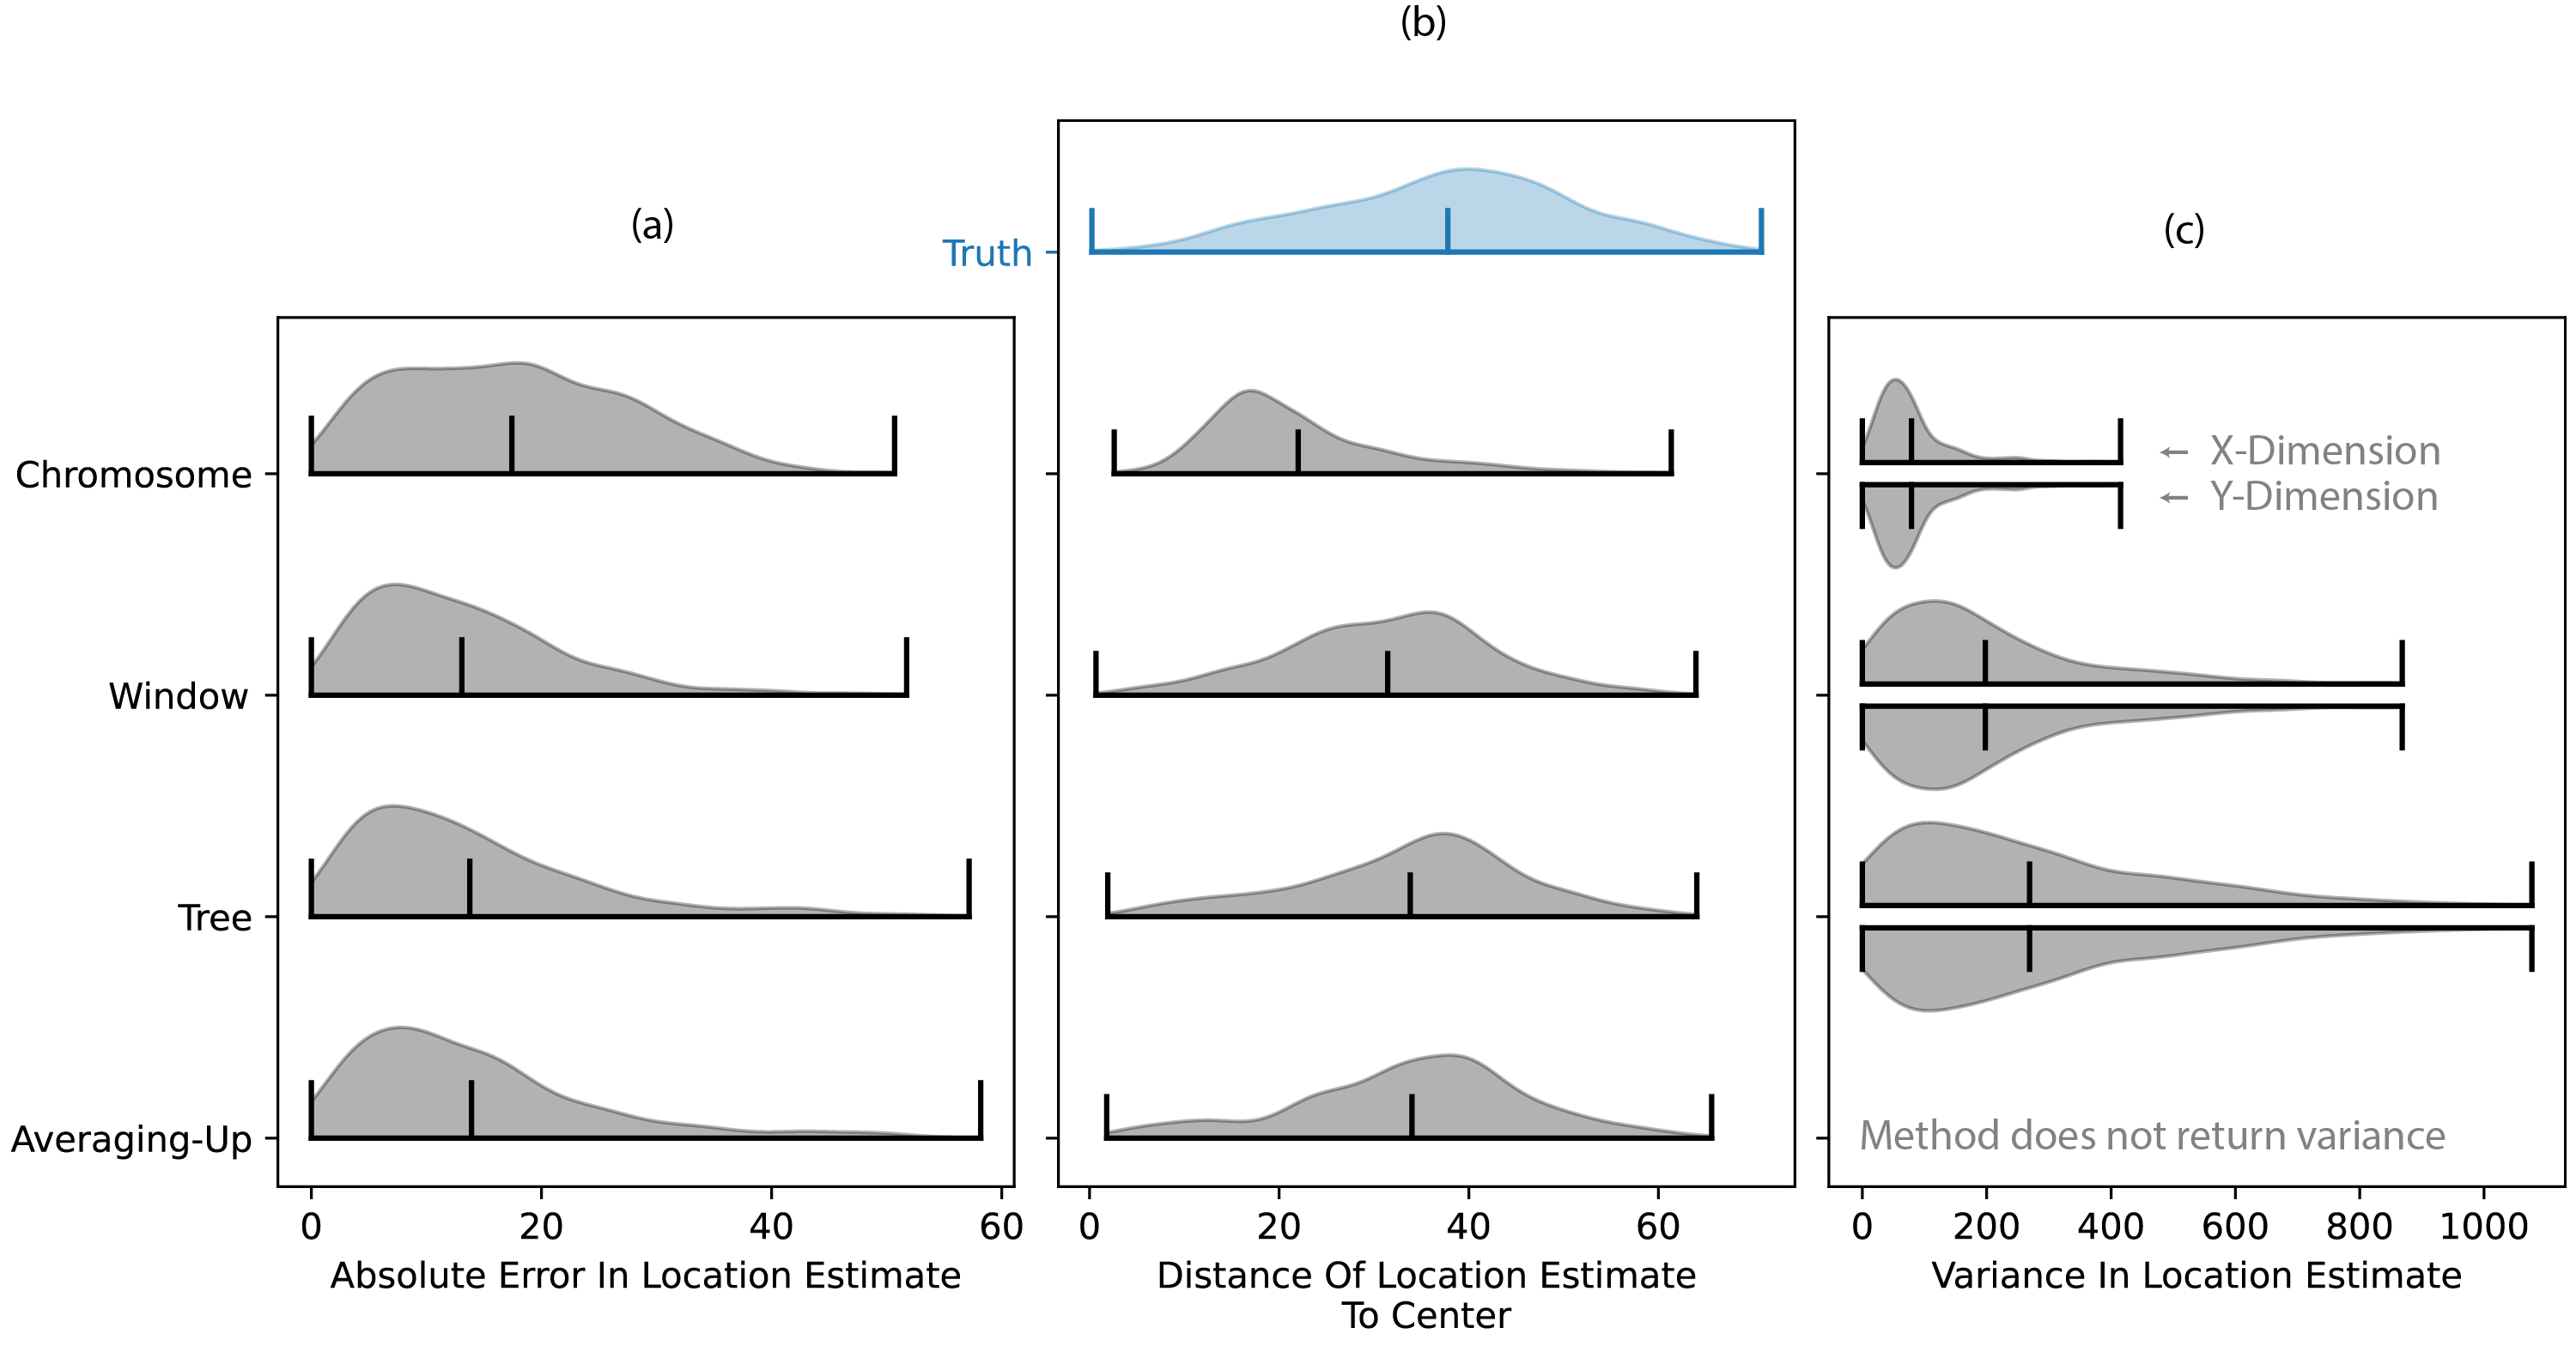 (b)
(a)
(c)
Truth
Chromosome
Window
Tree
Averaging-Up
← X-Dimension
← Y-Dimension
Method does not return variance
0 20 40 60
0 20 40 60
0 200 400 600 800 1000
Absolute Error In Location Estimate
Distance Of Location Estimate
To Center
Variance In Location Estimate